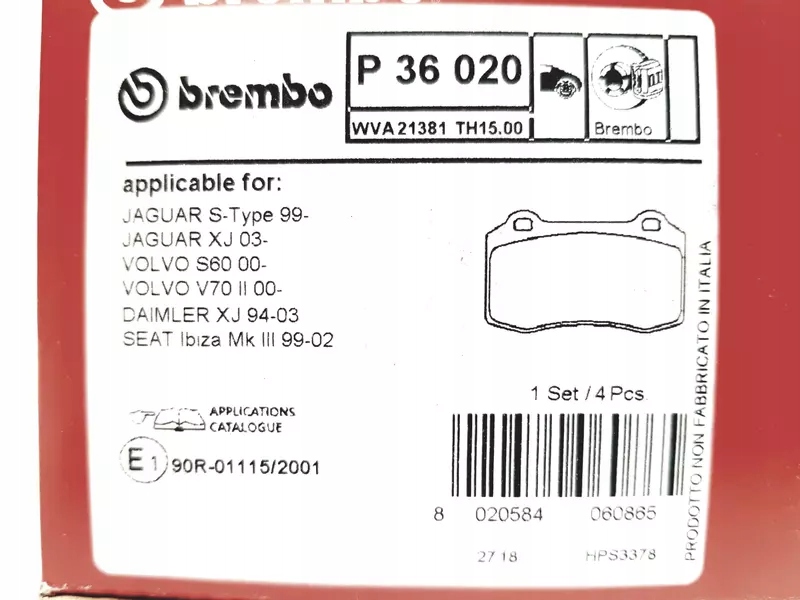 brembo
P 36 020
WVA 21381 TH15.00
Brembo
applicable for:
JAGUAR S-Type 99-
JAGUAR XJ 03-
VOLVO S60 00-
VOLVO V70 II 00-
DAIMLER XJ 94-03
SEAT Ibiza Mk III 99-02
1 Set / 4 Pcs
APPLICATIONS
CATALOGUE
E1 90R-01115/2001
8 020584 060865
27 18 HPS3378
PRODOTTO NON FABBRICATO IN ITALIA